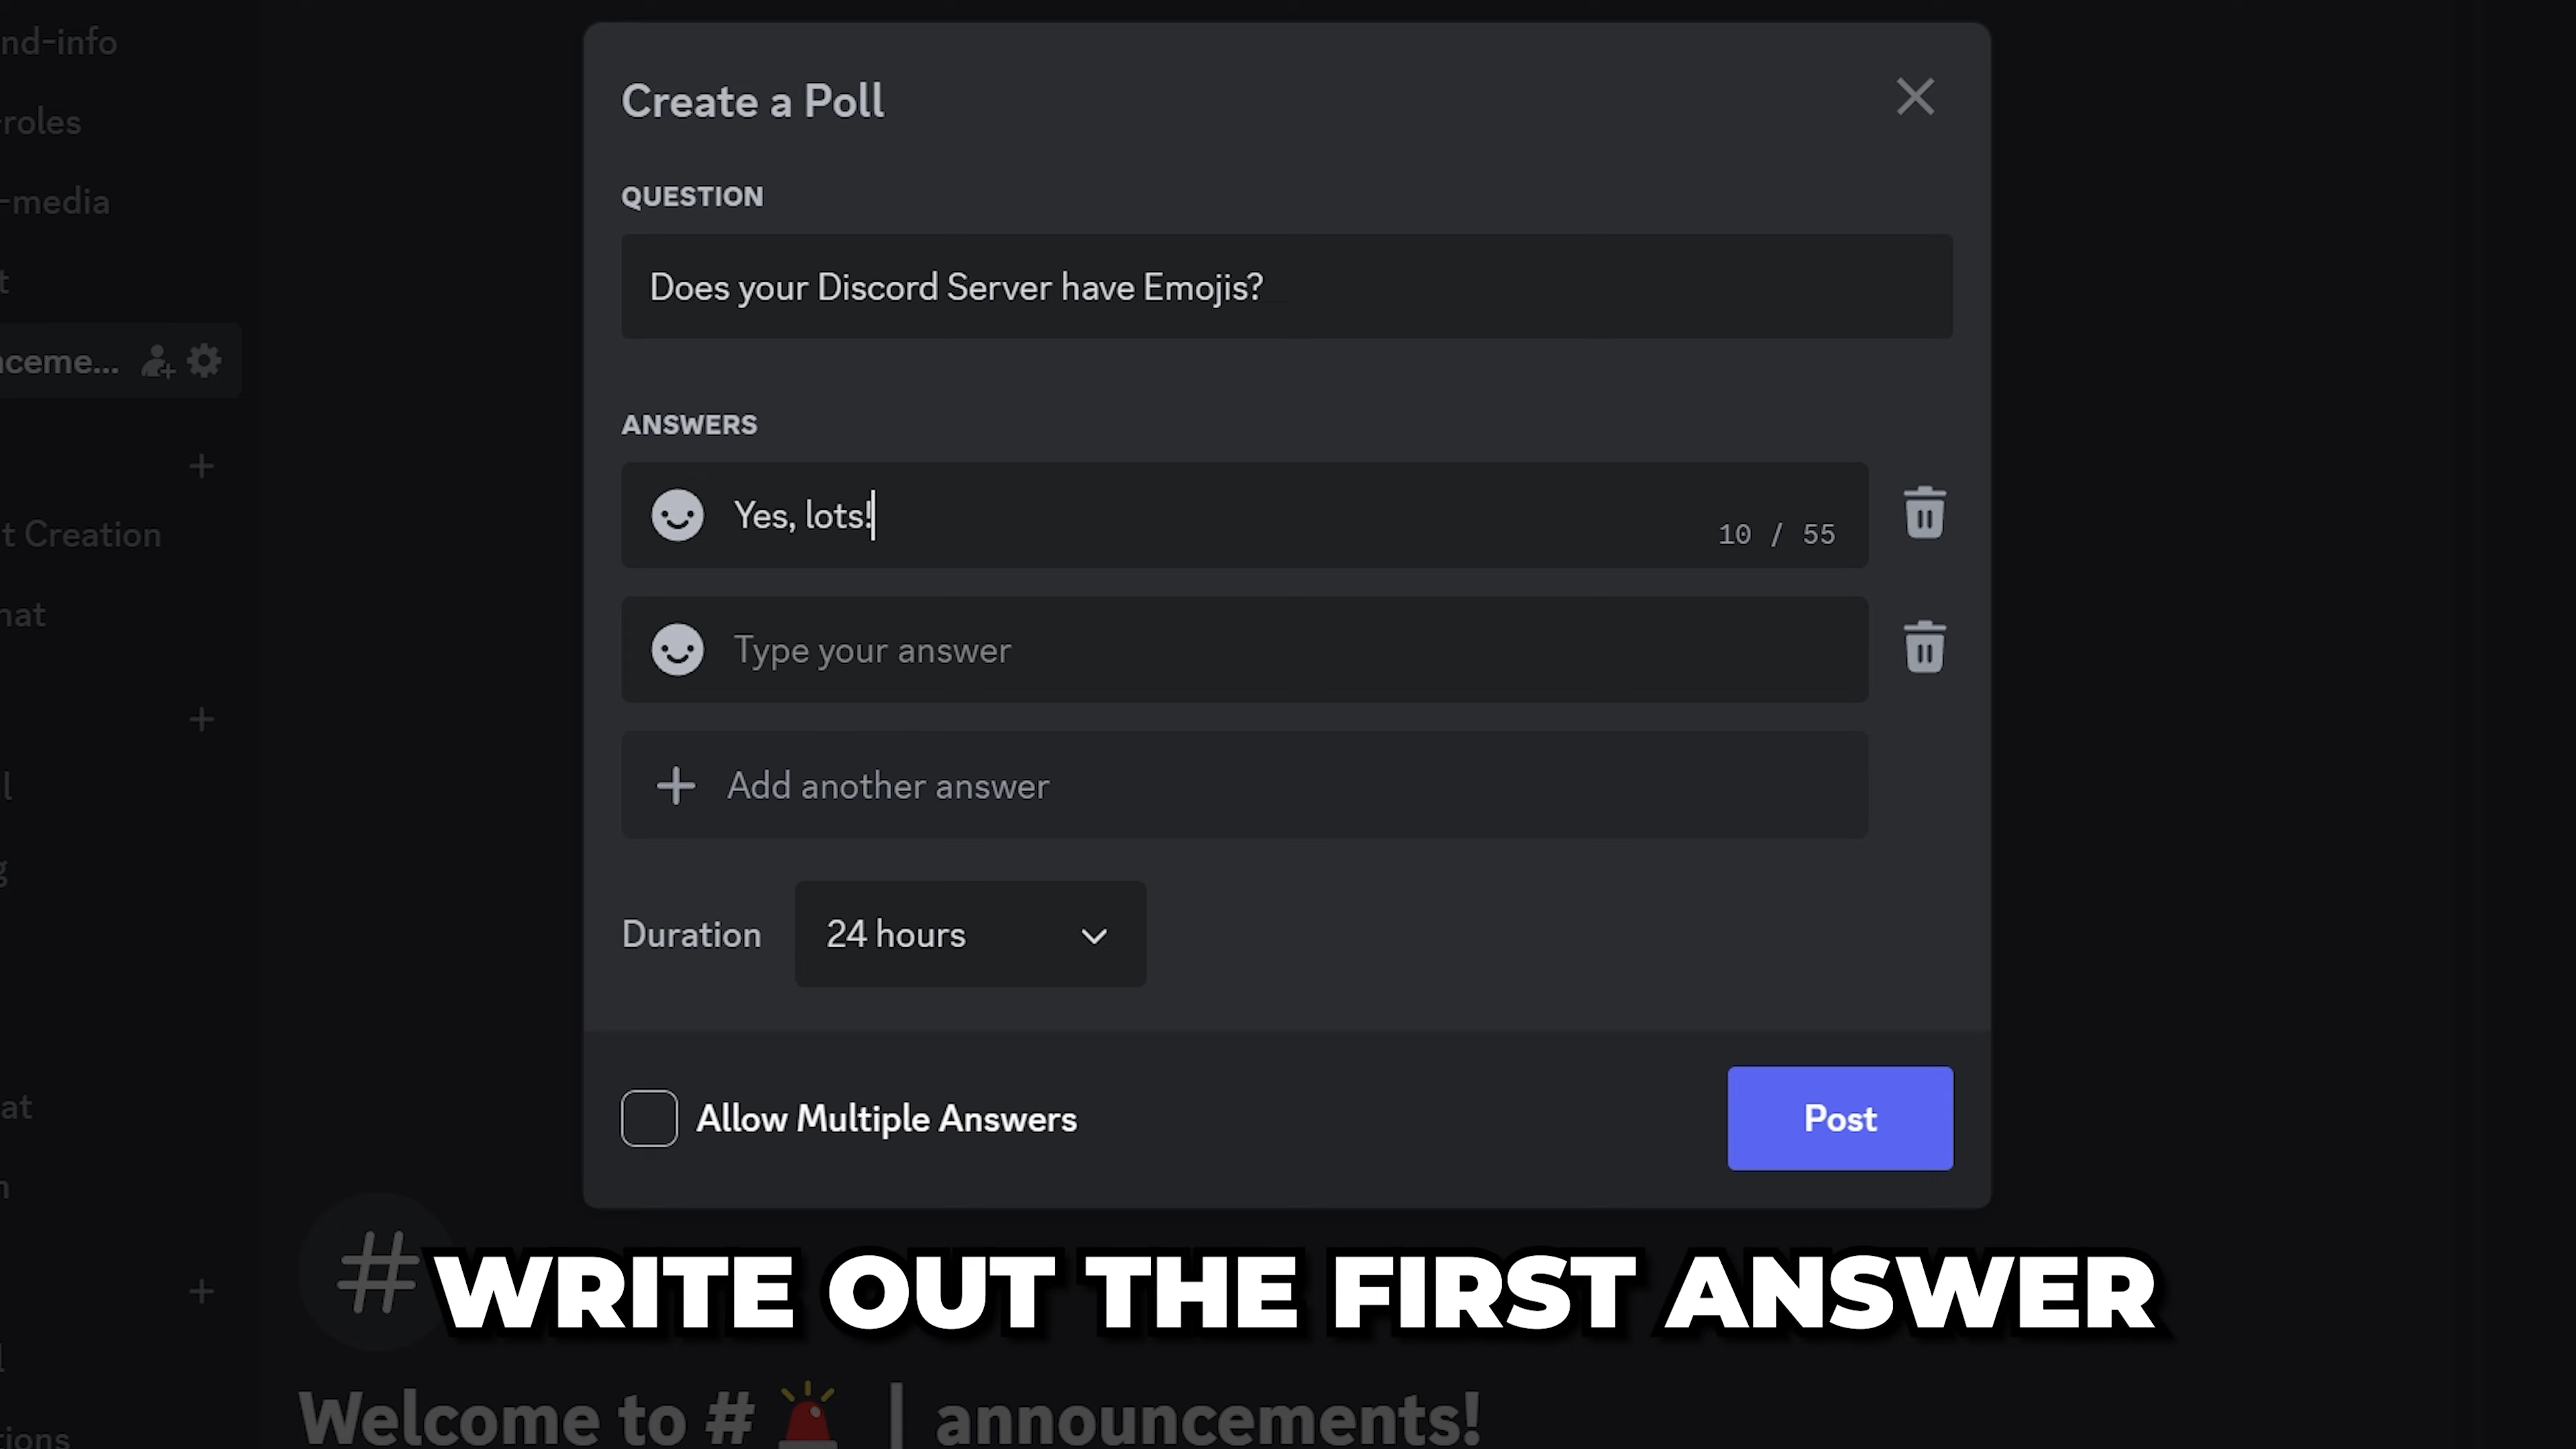 nd-info
-roles
-media
t
nceme...
t Creation
hat
l
g
at
n
l
tions
Create a Poll
QUESTION
Does your Discord Server have Emojis?
ANSWERS
Yes, lots!
10 / 55
Type your answer
Add another answer
Duration
24 hours
Allow Multiple Answers
Post
#
WRITE OUT THE FIRST ANSWER
Welcome to # 🚨 | announcements!